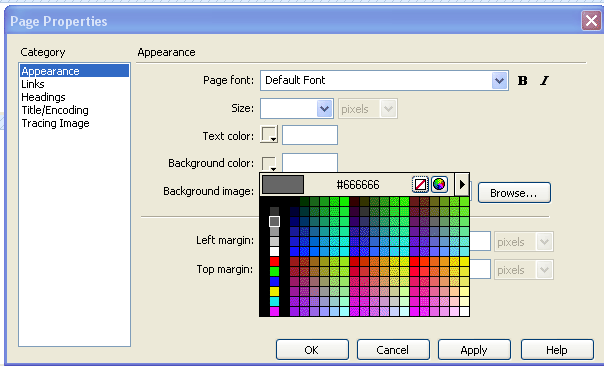 Page Properties
Category
Appearance
Links
Headings
Title/Encoding
Tracing Image
Appearance
Page font: Default Font B I
Size: pixels
Text color:
Background color:
#666666
Background image: Browse...
Left margin: pixels
Top margin: pixels
OK Cancel Apply Help